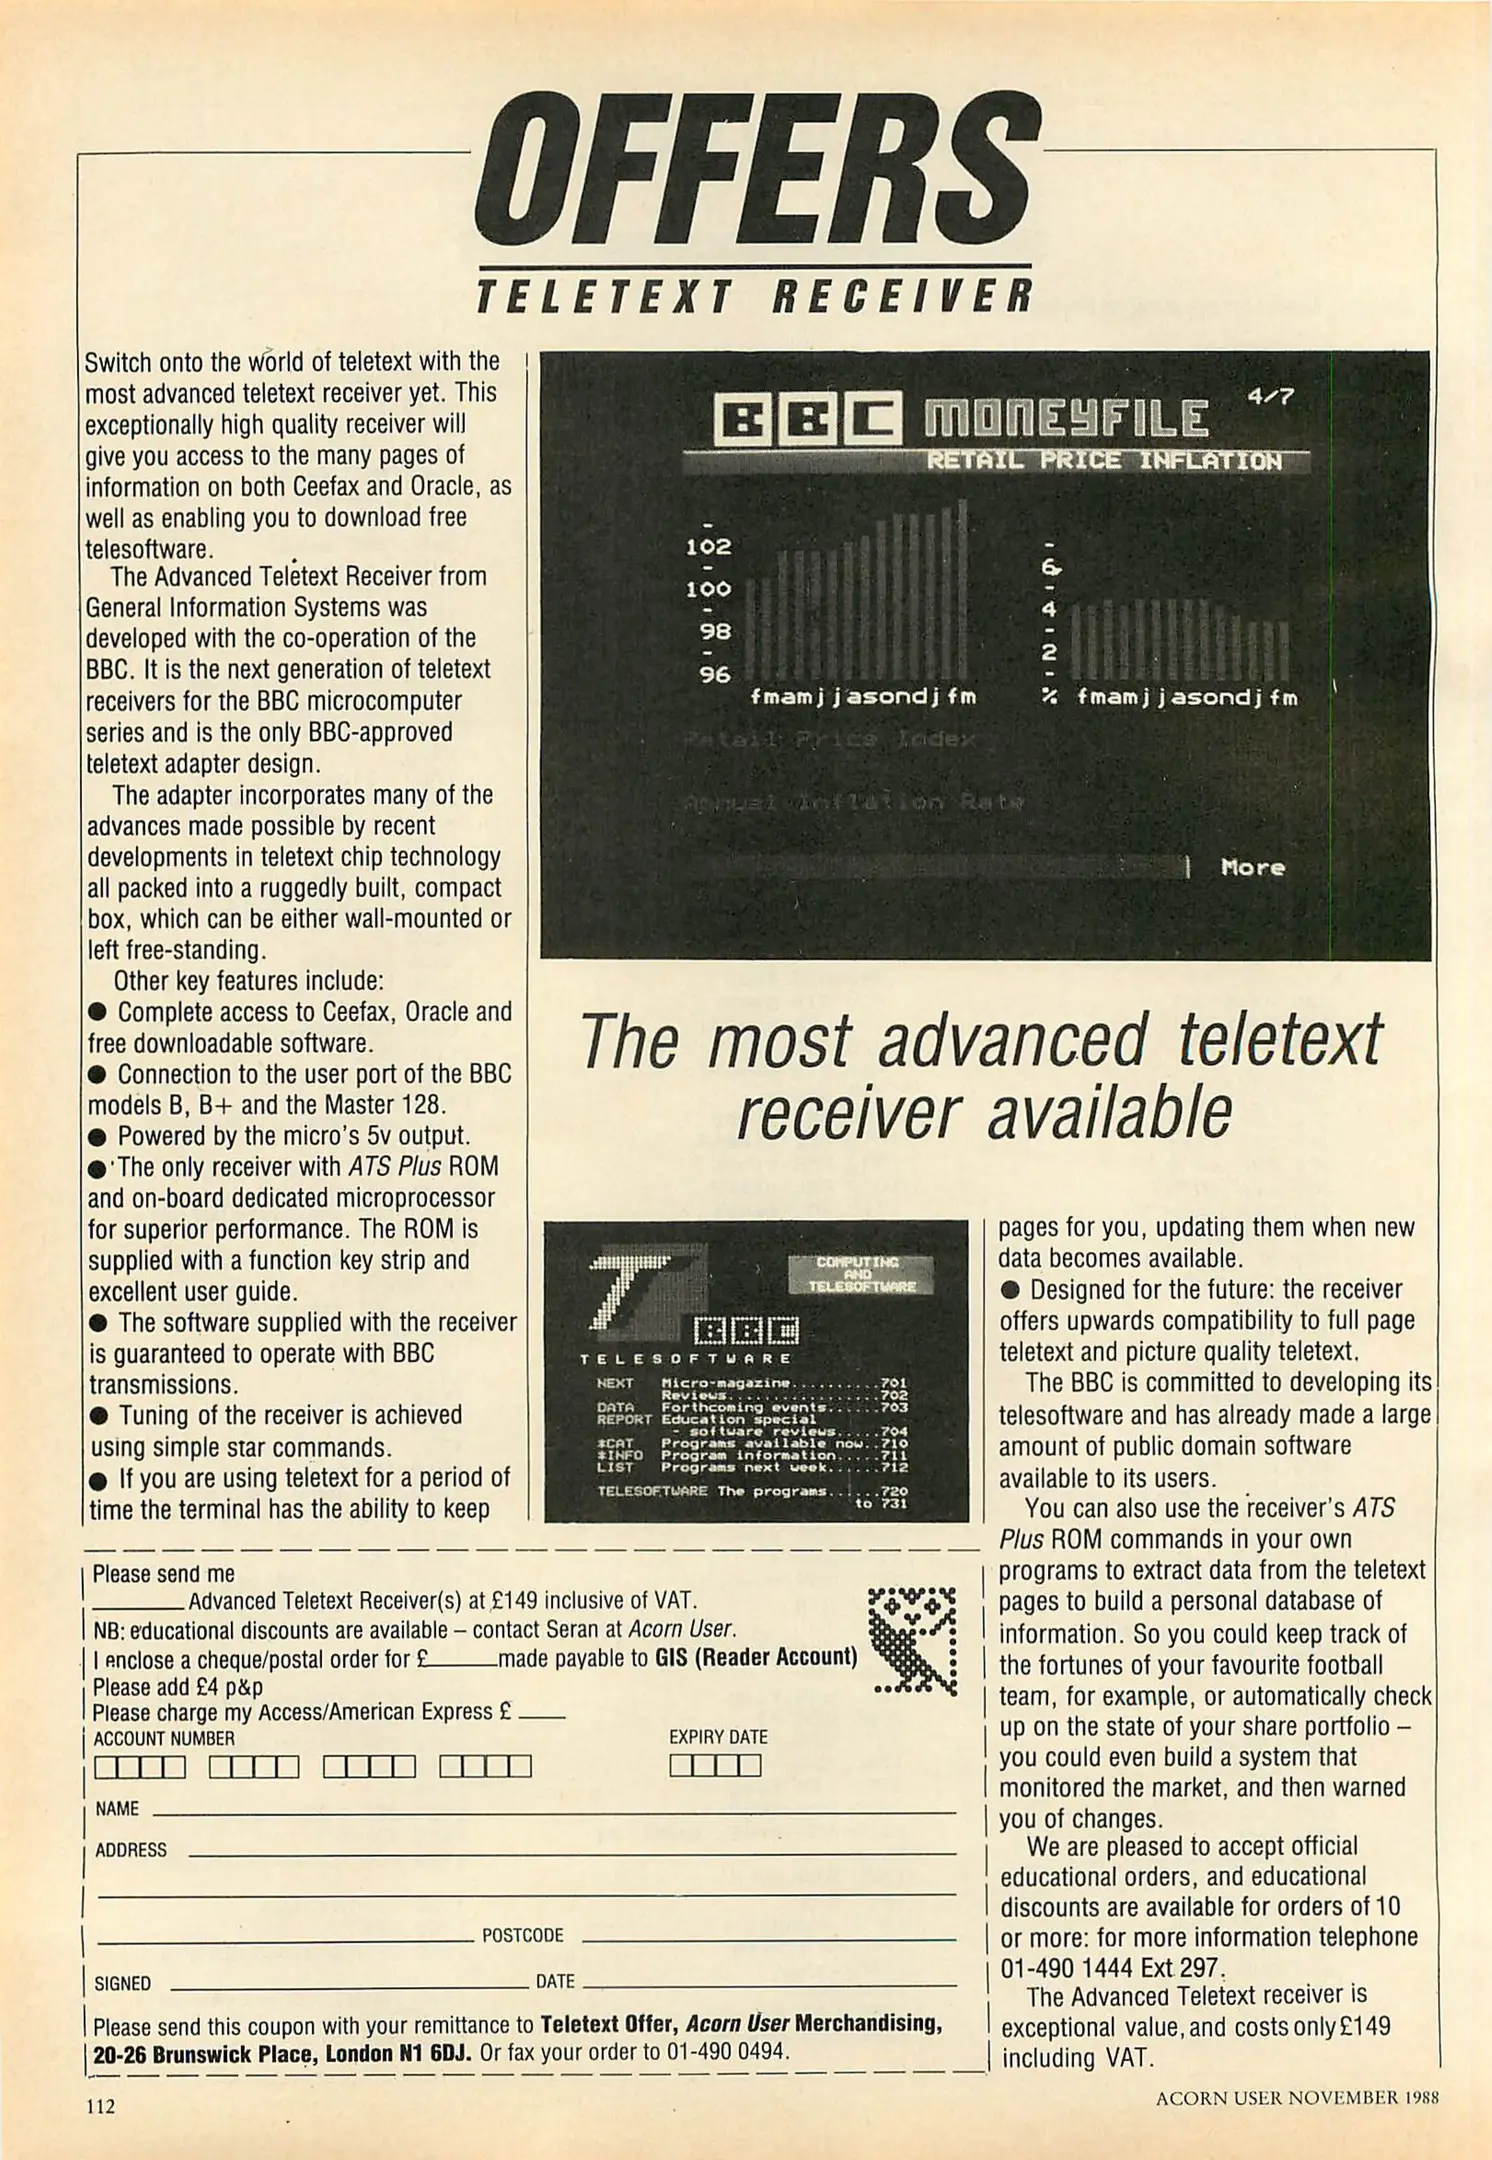 OFFERS
TELETEXT RECEIVER
Switch onto the world of teletext with the
most advanced teletext receiver yet. This
exceptionally high quality receiver will
give you access to the many pages of
information on both Ceefax and Oracle, as
well as enabling you to download free
telesoftware.
The Advanced Teletext Receiver from
General Information Systems was
developed with the co-operation of the
BBC. It is the next generation of teletext
receivers for the BBC microcomputer
series and is the only BBC-approved
teletext adapter design.
The adapter incorporates many of the
advances made possible by recent
developments in teletext chip technology
all packed into a ruggedly built, compact
box, which can be either wall-mounted or
left free-standing.
Other key features include:
● Complete access to Ceefax, Oracle and
free downloadable software.
● Connection to the user port of the BBC
models B, B+ and the Master 128.
● Powered by the micro's 5v output.
● The only receiver with ATS Plus ROM
and on-board dedicated microprocessor
for superior performance. The ROM is
supplied with a function key strip and
excellent user guide.
● The software supplied with the receiver
is guaranteed to operate with BBC
transmissions.
● Tuning of the receiver is achieved
using simple star commands.
● If you are using teletext for a period of
time the terminal has the ability to keep
BBC MONEYFILE 4/7
RETAIL PRICE INFLATION
102
100
98
96
fmamjjasondjfm
6
4
2
% fmamjjasondjfm
Retail Price Index
Annual Inflation Rate
More
The most advanced teletext
receiver available
T
COMPUTING
AND
TELESOFTWARE
BBC
TELESOFTWARE
NEXT Micro-magazine...........701
Reviews................702
DATA Forthcoming events......703
REPORT Education special
- software reviews.....704
*CAT Programs available now..710
*INFO Program information.....711
LIST Programs next week......712
TELESOFTWARE The programs.....720
to 731
pages for you, updating them when new
data becomes available.
● Designed for the future: the receiver
offers upwards compatibility to full page
teletext and picture quality teletext.
The BBC is committed to developing its
telesoftware and has already made a large
amount of public domain software
available to its users.
You can also use the receiver's ATS
Plus ROM commands in your own
programs to extract data from the teletext
pages to build a personal database of
information. So you could keep track of
the fortunes of your favourite football
team, for example, or automatically check
up on the state of your share portfolio –
you could even build a system that
monitored the market, and then warned
you of changes.
We are pleased to accept official
educational orders, and educational
discounts are available for orders of 10
or more: for more information telephone
01-490 1444 Ext 297.
The Advanced Teletext receiver is
exceptional value, and costs only £149
including VAT.
Please send me
______ Advanced Teletext Receiver(s) at £149 inclusive of VAT.
NB: educational discounts are available – contact Seran at Acorn User.
I enclose a cheque/postal order for £_____made payable to GIS (Reader Account)
Please add £4 p&p
Please charge my Access/American Express £ ___
ACCOUNT NUMBER EXPIRY DATE
NAME
ADDRESS
POSTCODE
SIGNED DATE
Please send this coupon with your remittance to Teletext Offer, Acorn User Merchandising,
20-26 Brunswick Place, London N1 6DJ. Or fax your order to 01-490 0494.
112
ACORN USER NOVEMBER 1988